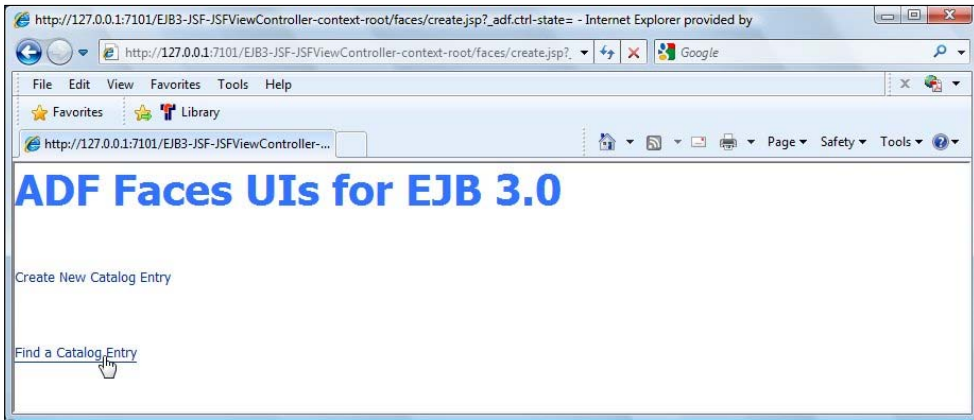 http://127.0.0.1:7101/EJB3-JSF-JSFViewController-context-root/faces/create.jsp?_adf.ctrl-state= - Internet Explorer provided by
http://127.0.0.1:7101/EJB3-JSF-JSFViewController-context-root/faces/create.jsp?_ Google
File Edit View Favorites Tools Help x
Favorites Library
http://127.0.0.1:7101/EJB3-JSF-JSFViewController-... Page Safety Tools
ADF Faces UIs for EJB 3.0
Create New Catalog Entry
Find a Catalog Entry